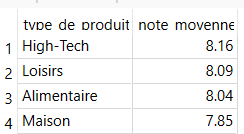 type de produit note moyenne
1 High-Tech 8.16
2 Loisirs 8.09
3 Alimentaire 8.04
4 Maison 7.85